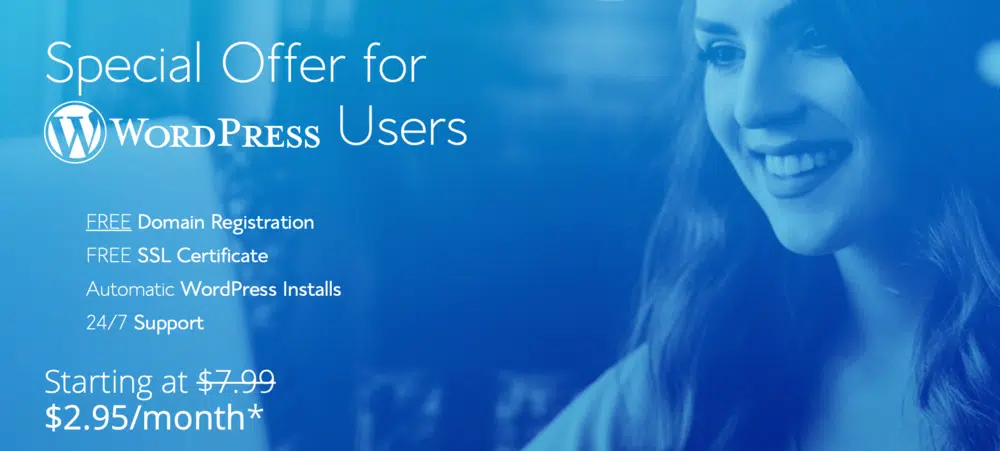 Special Offer for
WORDPRESS Users
FREE Domain Registration
FREE SSL Certificate
Automatic WordPress Installs
24/7 Support
Starting at $7.99
$2.95/month*